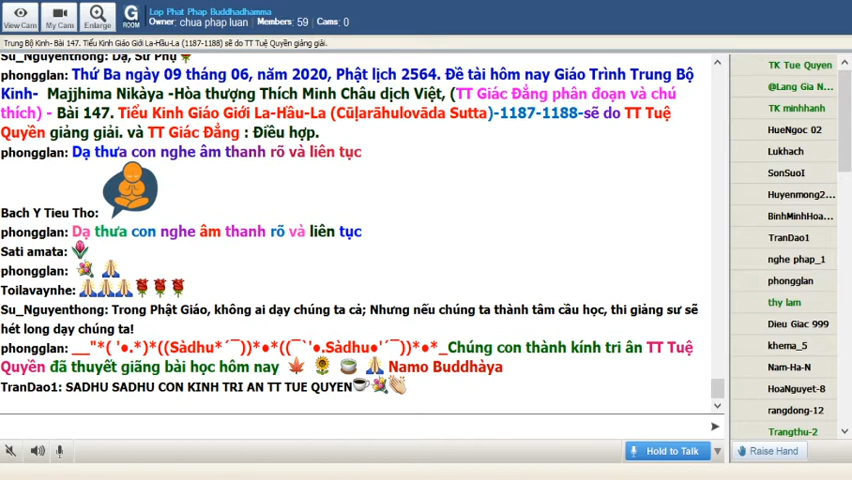 Lop Phat Phap Buddhadhamma
Owner: chua phap luan Members: 59 Cams: 0
View Cam
My Cam
Enlarge
G
ROOM
Trung Bộ Kinh- Bài 147. Tiểu Kinh Giáo Giới La-Hầu-La (1187-1188) sẽ do TT Tuệ Quyền giảng giải.
Su_Nguyenthong: Dạ, Sư Phụ
phongglan: Thứ Ba ngày 09 tháng 06, năm 2020, Phật lịch 2564. Đề tài hôm nay Giáo Trình Trung Bộ
Kinh- Majjhima Nikàya -Hòa thượng Thích Minh Châu dịch Việt, (TT Giác Đẳng phân đoạn và chú
thích) - Bài 147. Tiểu Kinh Giáo Giới La-Hầu-La (Cūḷarāhulovāda Sutta)-1187-1188-sẽ do TT Tuệ
Quyền giảng giải. và TT Giác Đẳng : Điều hợp.
phongglan: Dạ thưa con nghe âm thanh rõ và liên tục
Bach Y Tieu Tho:
phongglan: Dạ thưa con nghe âm thanh rõ và liên tục
Sati amata:
phongglan:
Toilavaynhe:
Su_Nguyenthong: Trong Phật Giáo, không ai dạy chúng ta cả; Nhưng nếu chúng ta thành tâm cầu học, thì giảng sư sẽ
hét long dạy chúng ta!
phongglan: __"*( '•.*)*((Sàdhu*´¯))*•*((¯`'•.Sàdhu•'´¯))*•*_Chúng con thành kính tri ân TT Tuệ
Quyền đã thuyết giãng bài học hôm nay Namo Buddhàya
TranDao1: SADHU SADHU CON KINH TRI AN TT TUE QUYEN
TK Tue Quyen
@Lang Gia N...
TK minhhanh
HueNgoc 02
Lukhach
SonSuoI
Huyenmong2...
BinhMinhHoa...
TranDao1
nghe phap_1
phongglan
thy lam
Dieu Giac 999
khema_5
Nam-Ha-N
HoaNguyet-8
rangdong-12
Trangthu-2
Hold to Talk
Raise Hand